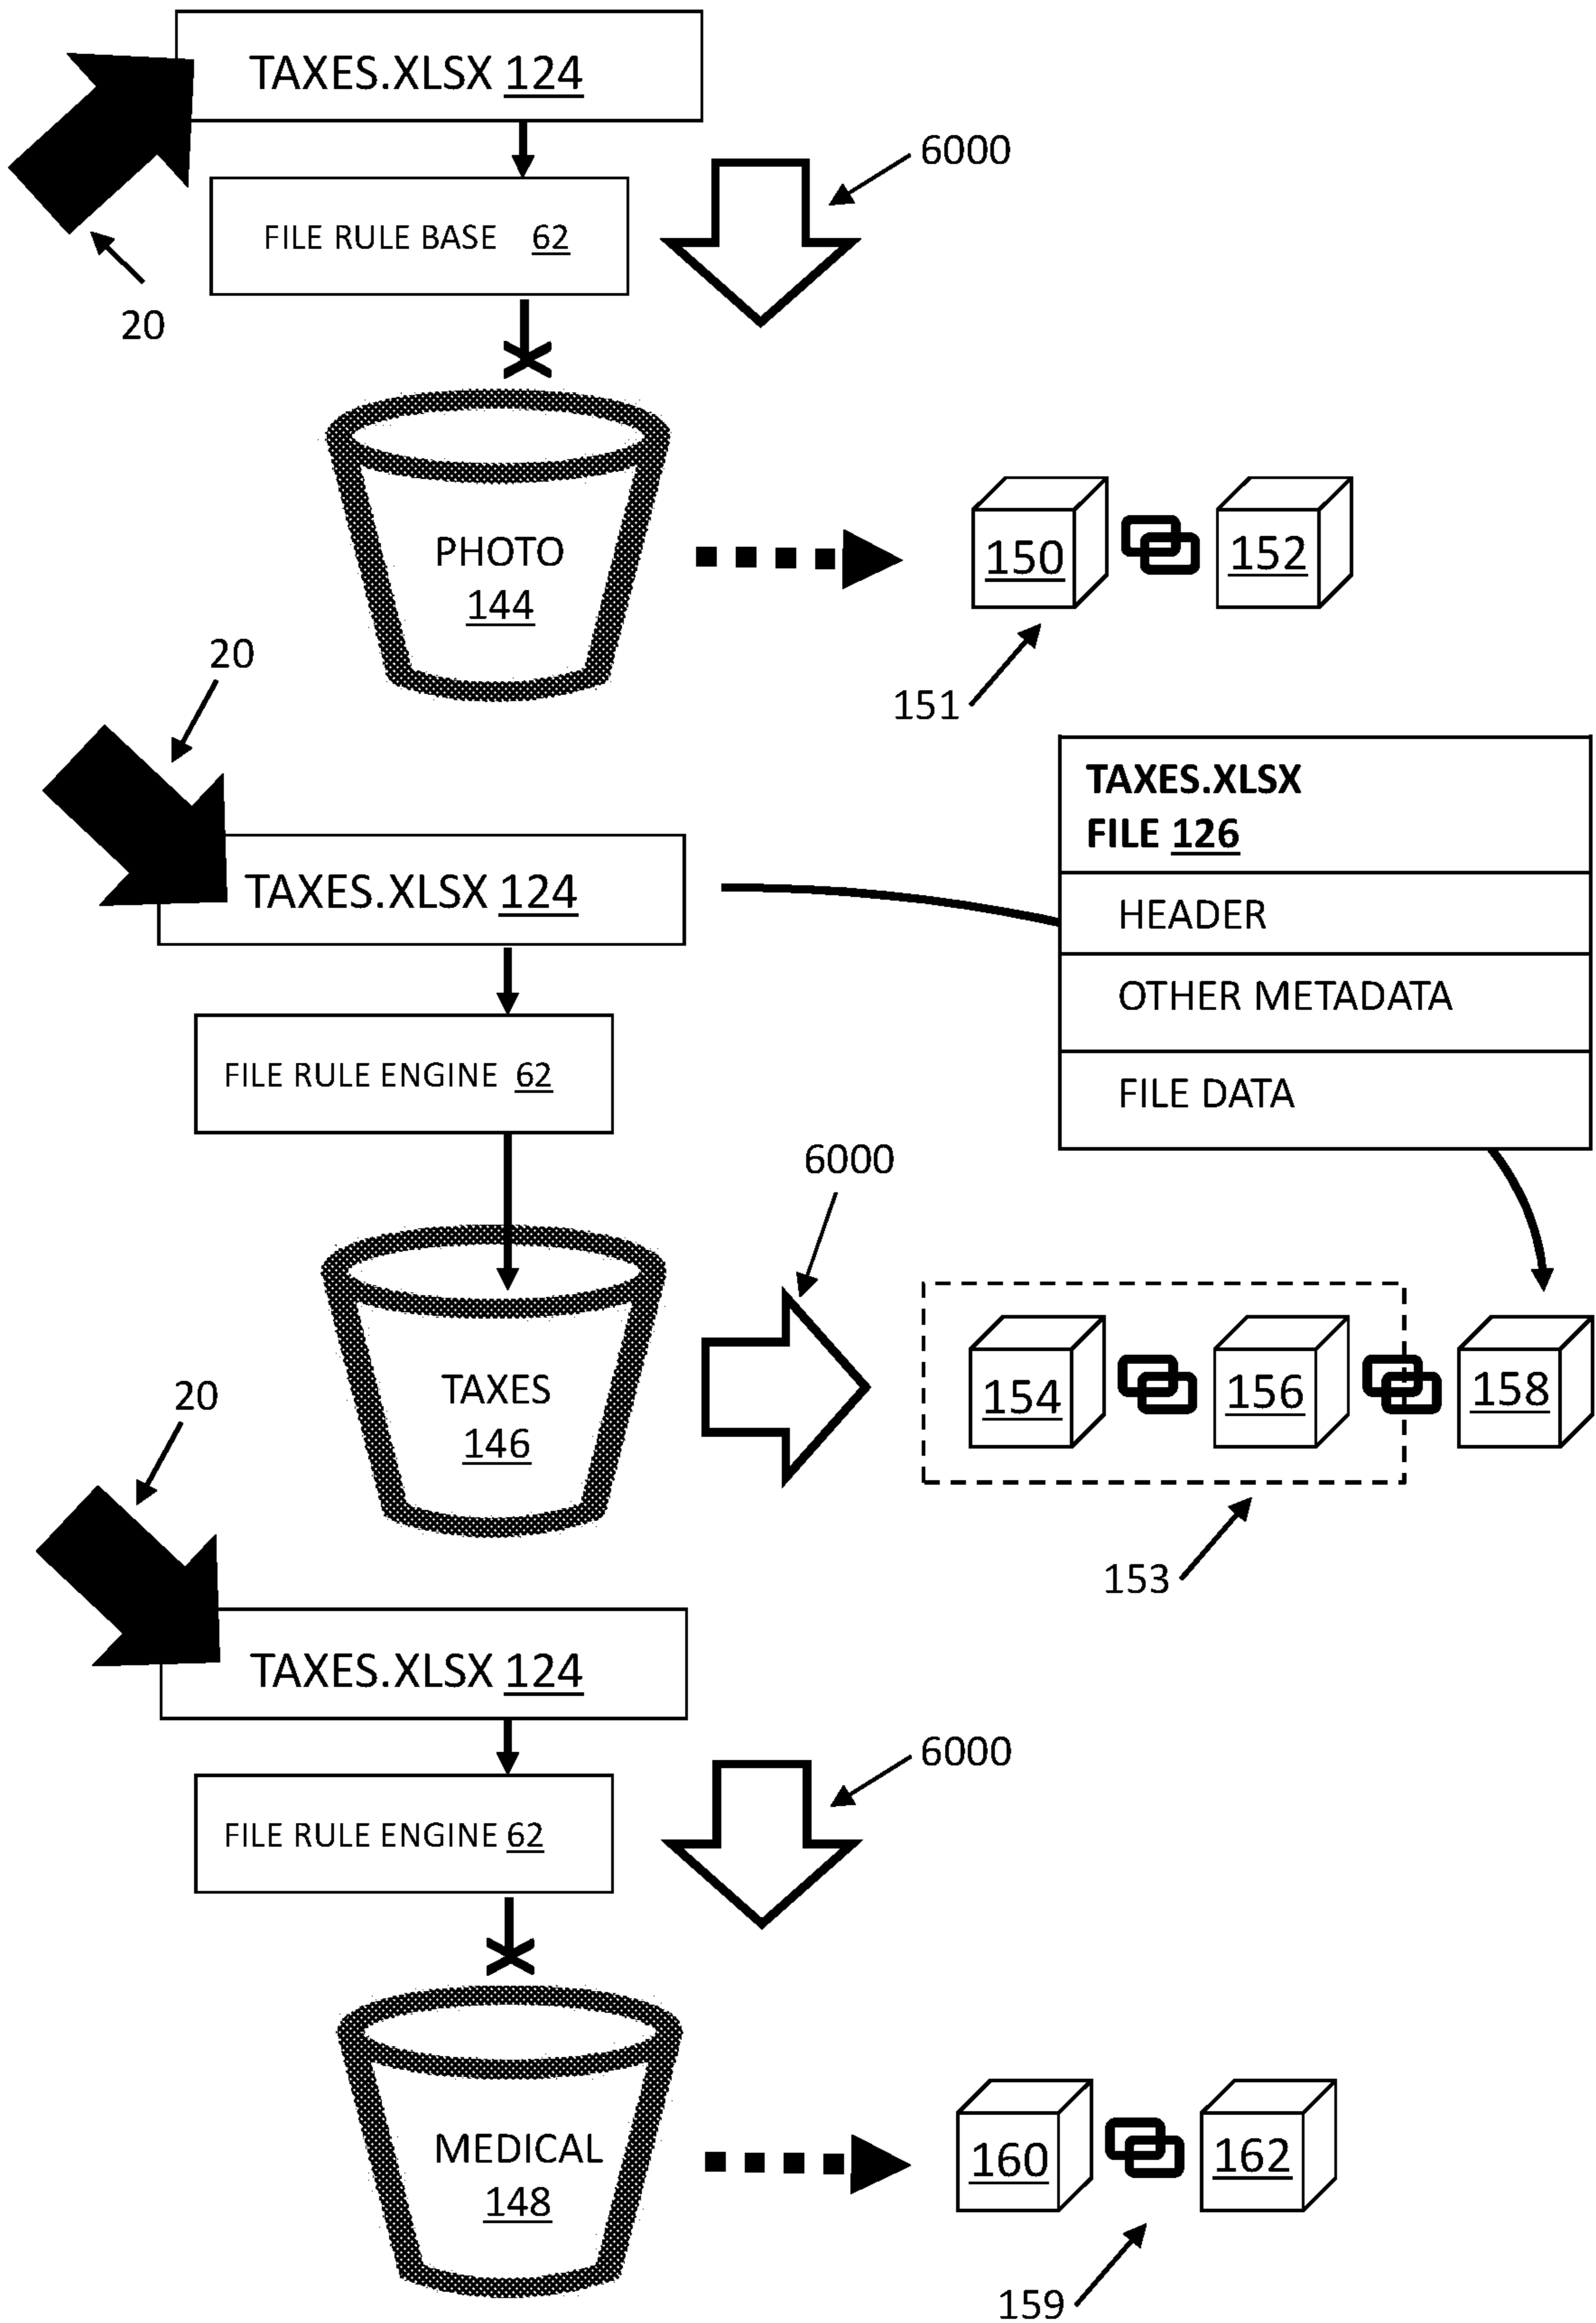 TAXES.XLSX 124
6000
FILE RULE BASE 62
20
PHOTO
144
150
152
151
20
TAXES.XLSX
FILE 126
HEADER
OTHER METADATA
FILE DATA
TAXES.XLSX 124
FILE RULE ENGINE 62
6000
TAXES
146
154
156
158
153
20
TAXES.XLSX 124
6000
FILE RULE ENGINE 62
MEDICAL
148
160
162
159